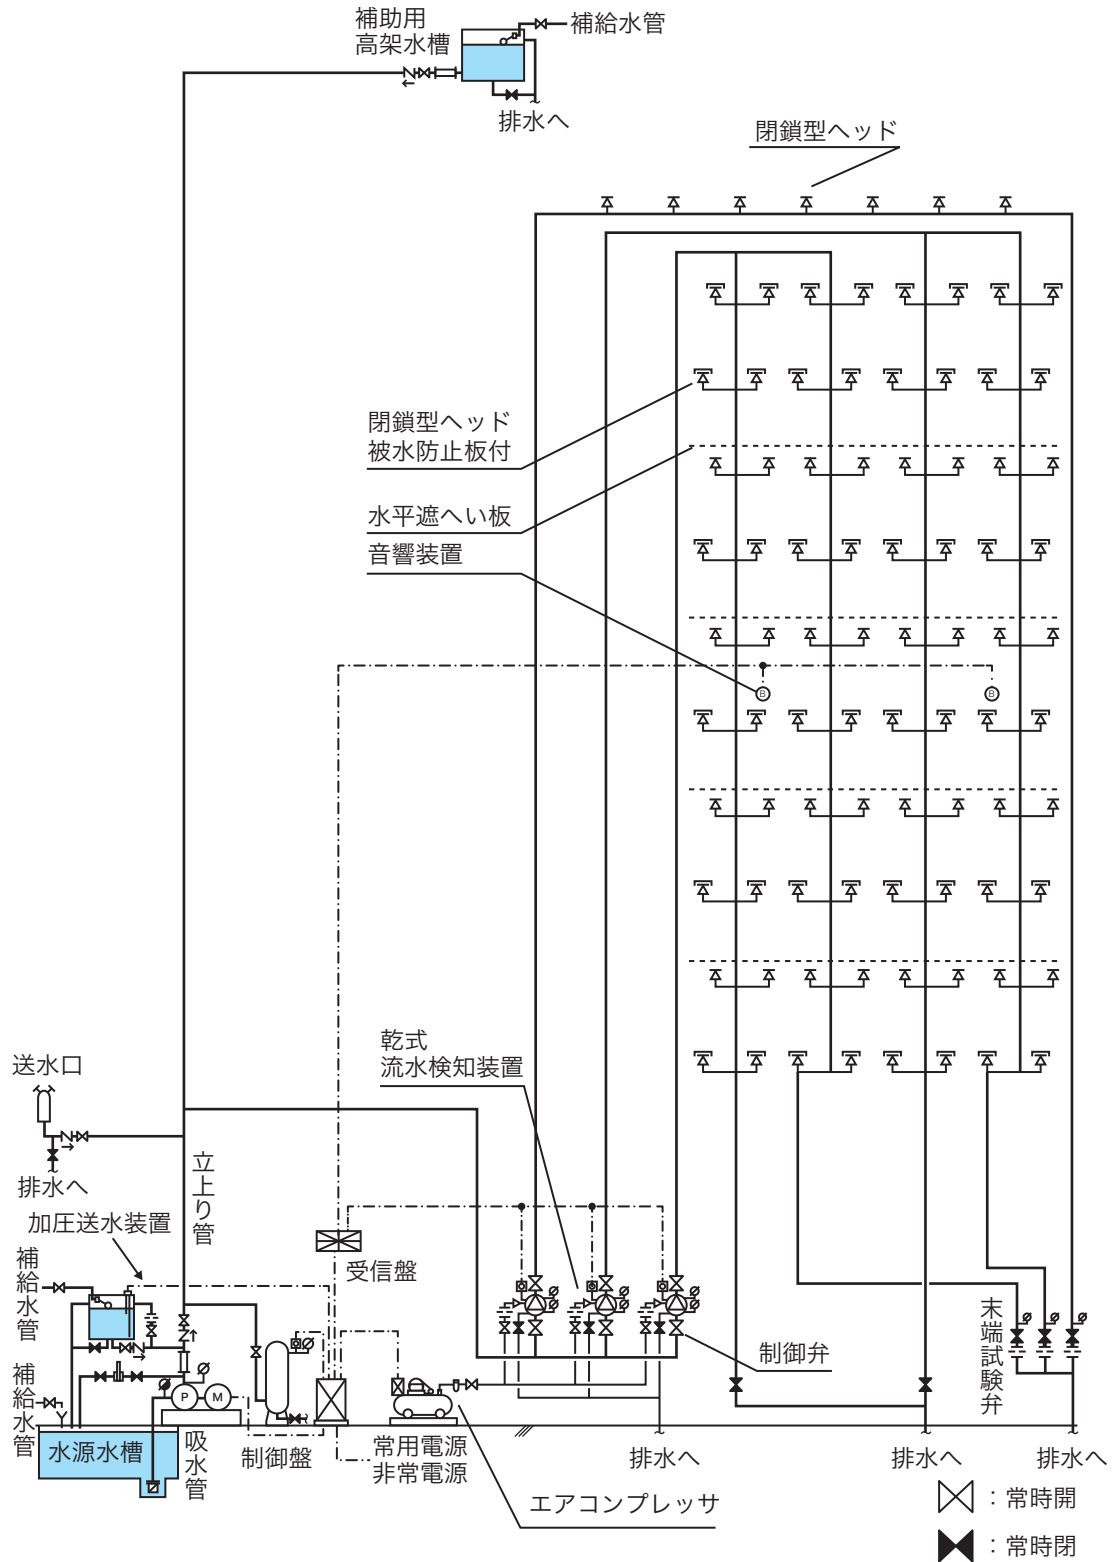 補助用
高架水槽
補給水管
排水へ
閉鎖型ヘッド
閉鎖型ヘッド
被水防止板付
水平遮へい板
音響装置
B
B
乾式
流水検知装置
送水口
排水へ
立上り管
加圧送水装置
補給水管
受信盤
制御弁
末端試験弁
補給水管
P
M
水源水槽
吸水管
制御盤
常用電源
非常電源
排水へ
排水へ
排水へ
エアコンプレッサ
：常時開
：常時閉